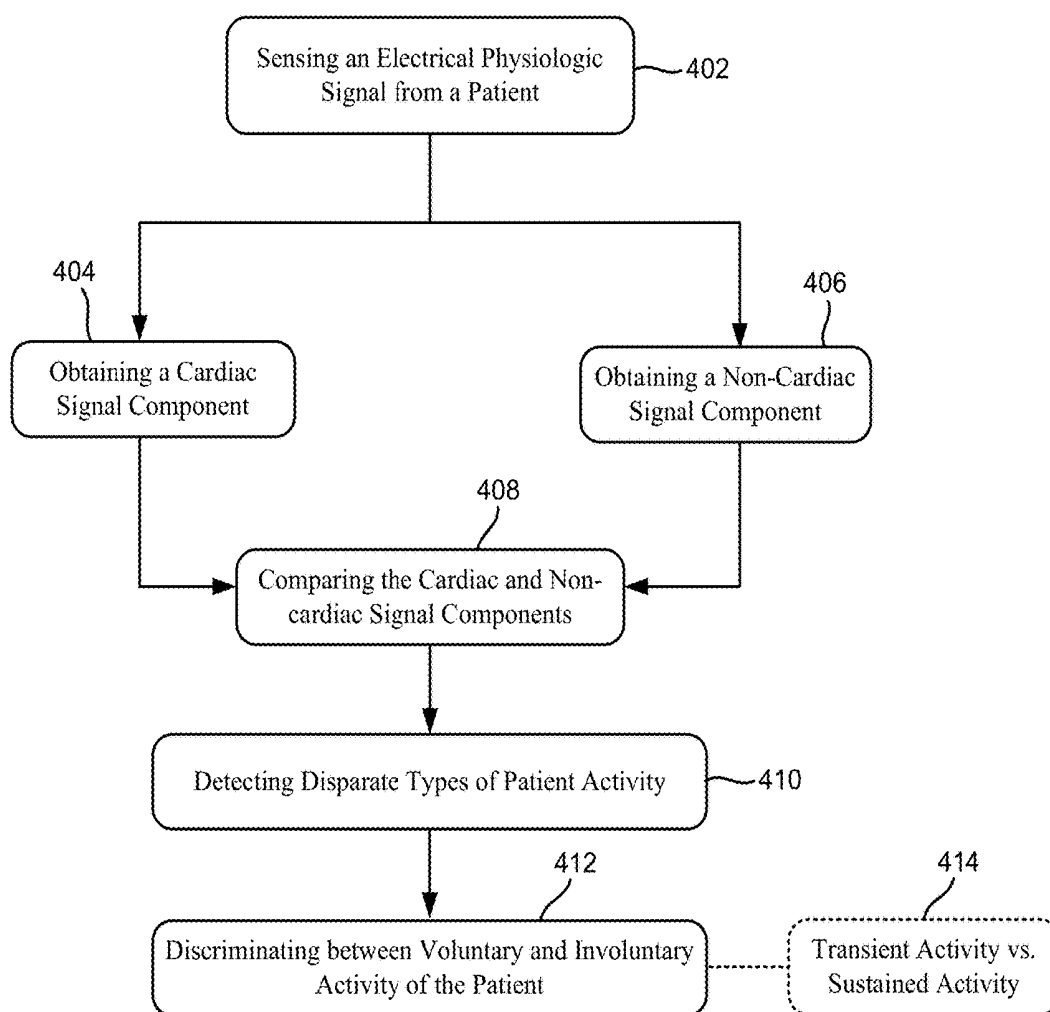 Sensing an Electrical Physiologic
Signal from a Patient
402
404
406
Obtaining a Cardiac
Signal Component
Obtaining a Non-Cardiac
Signal Component
408
Comparing the Cardiac and Non-
cardiac Signal Components
Detecting Disparate Types of Patient Activity
410
412
414
Discriminating between Voluntary and Involuntary
Activity of the Patient
Transient Activity vs.
Sustained Activity